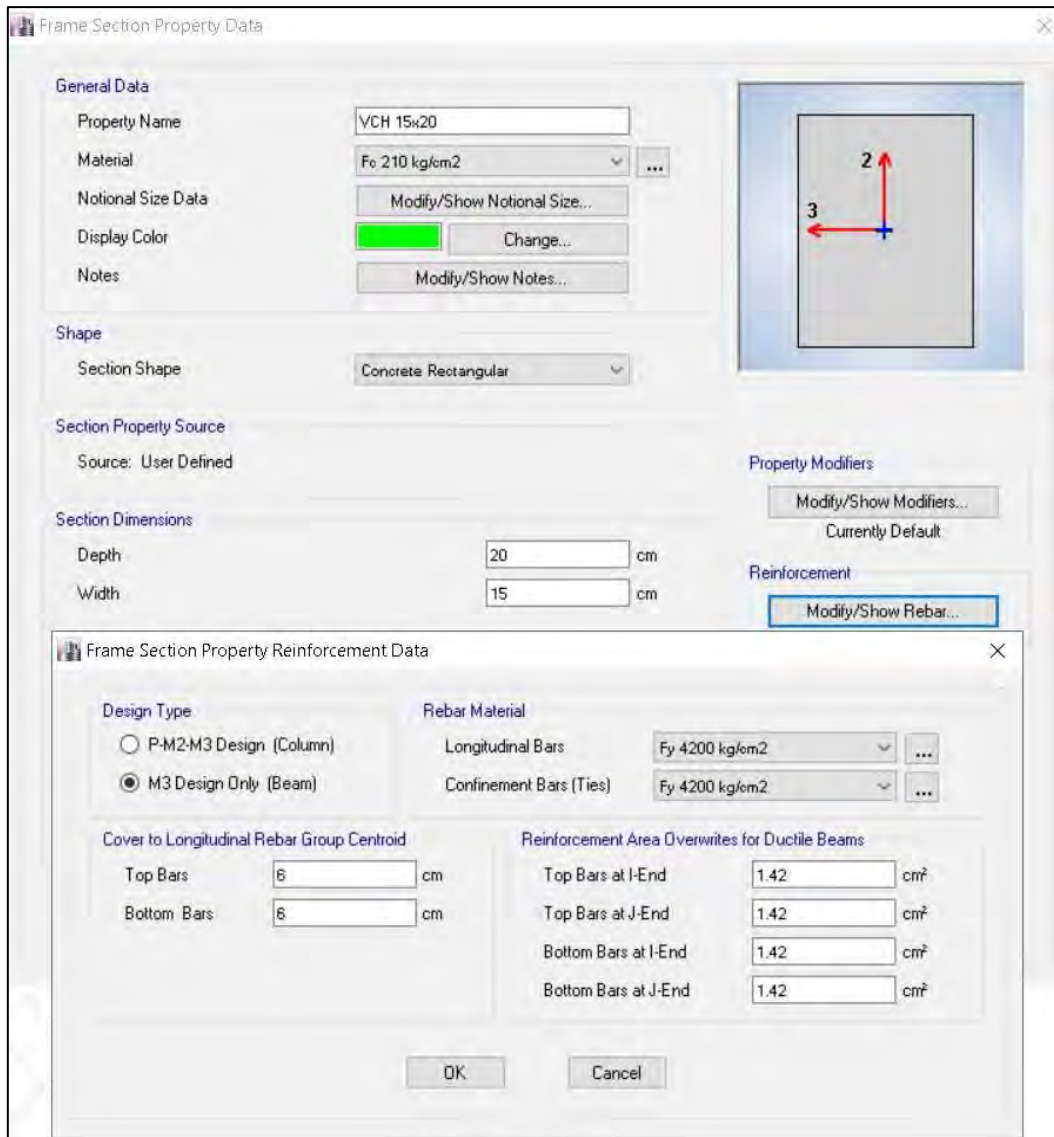 Frame Section Property Data
General Data
Property Name VCH 15x20
Material Fc 210 kg/cm2 ...
Notional Size Data Modify/Show Notional Size...
Display Color Change...
Notes Modify/Show Notes...
2
3
Shape
Section Shape Concrete Rectangular
Section Property Source
Source: User Defined
Property Modifiers
Modify/Show Modifiers...
Currently Default
Section Dimensions
Depth 20 cm
Width 15 cm
Reinforcement
Modify/Show Rebar...
Frame Section Property Reinforcement Data
Design Type
P-M2-M3 Design (Column)
M3 Design Only (Beam)
Rebar Material
Longitudinal Bars Fy 4200 kg/cm2 ...
Confinement Bars (Ties) Fy 4200 kg/cm2 ...
Cover to Longitudinal Rebar Group Centroid
Top Bars 6 cm
Bottom Bars 6 cm
Reinforcement Area Overwrites for Ductile Beams
Top Bars at I-End 1.42 cm²
Top Bars at J-End 1.42 cm²
Bottom Bars at I-End 1.42 cm²
Bottom Bars at J-End 1.42 cm²
OK Cancel